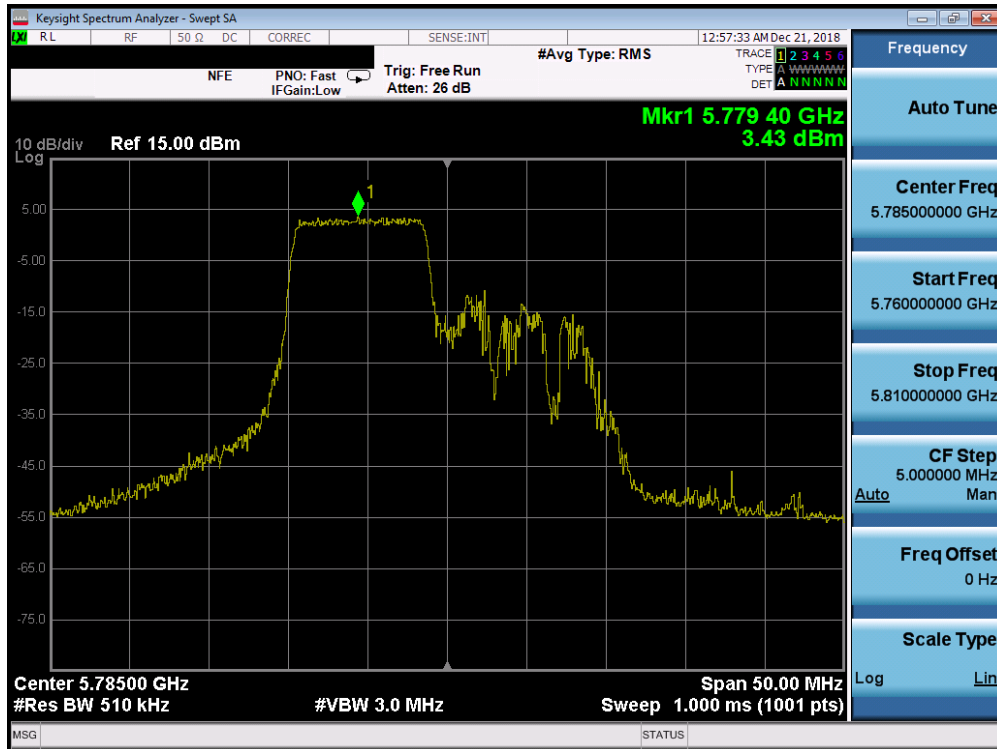 Keysight Spectrum Analyzer - Swept SA
LXI RL RF 50 Ω DC CORREC SENSE:INT 12:57:33 AM Dec 21, 2018
NFE PNO: Fast Trig: Free Run #Avg Type: RMS TRACE 1 2 3 4 5 6
IFGain:Low Atten: 26 dB TYPE A WWWWW
DET A N N N N N
Mkr1 5.779 40 GHz
3.43 dBm
10 dB/div Ref 15.00 dBm
Log
1
5.00
-5.00
-15.0
-25.0
-35.0
-45.0
-55.0
-65.0
-75.0
Center 5.78500 GHz Span 50.00 MHz
#Res BW 510 kHz #VBW 3.0 MHz Sweep 1.000 ms (1001 pts)
MSG STATUS
Frequency
Auto Tune
Center Freq
5.785000000 GHz
Start Freq
5.760000000 GHz
Stop Freq
5.810000000 GHz
CF Step
5.000000 MHz
Auto Man
Freq Offset
0 Hz
Scale Type
Log Lin